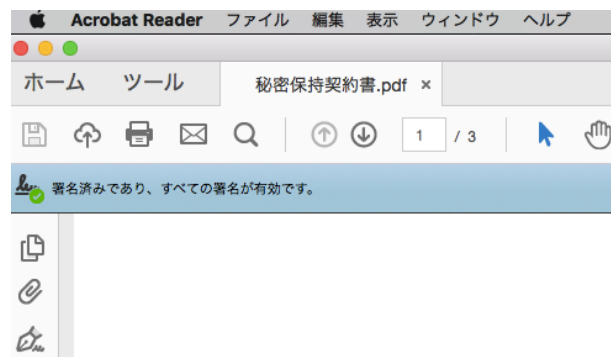 Acrobat Reader ファイル 編集 表示 ウィンドウ ヘルプ
ホーム ツール 秘密保持契約書.pdf ×
1 / 3
署名済みであり、すべての署名が有効です。